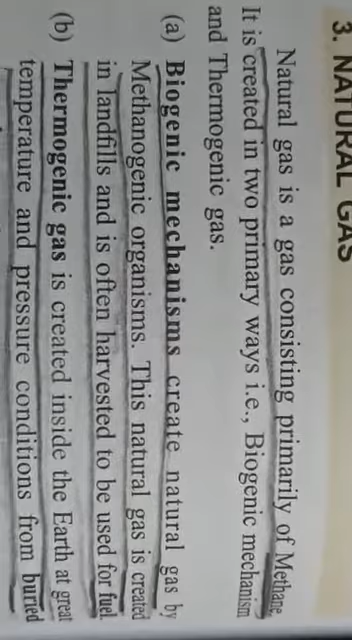 3. NATURAL GAS
Natural gas is a gas consisting primarily of Methane.
It is created in two primary ways i.e., Biogenic mechanism
and Thermogenic gas.
(a) Biogenic mechanisms create natural gas by
Methanogenic organisms. This natural gas is created
in landfills and is often harvested to be used for fuel.
(b) Thermogenic gas is created inside the Earth at great
temperature and pressure conditions from buried